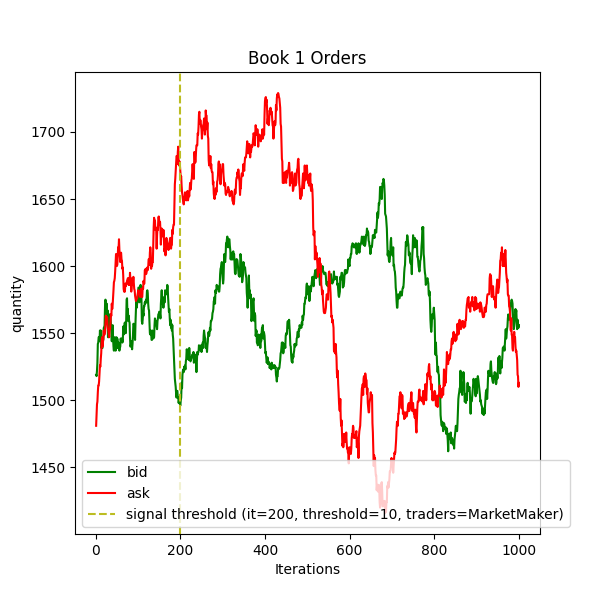 Book 1 Orders
quantity
1700
1650
1600
1550
1500
1450
bid
ask
signal threshold (it=200, threshold=10, traders=MarketMaker)
0 200 400 600 800 1000
Iterations